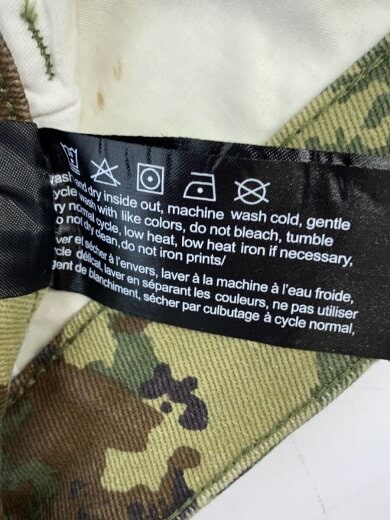 and dry inside out, machine wash cold, gentle
wash with like colors, do not bleach, tumble
normal cycle, low heat, low heat iron if necessary,
do not dry clean, do not iron prints/
et sécher à l'envers, laver à la machine à l'eau froide,
délicat, laver en séparant les couleurs, ne pas utiliser
de blanchiment, sécher par culbutage à cycle normal,